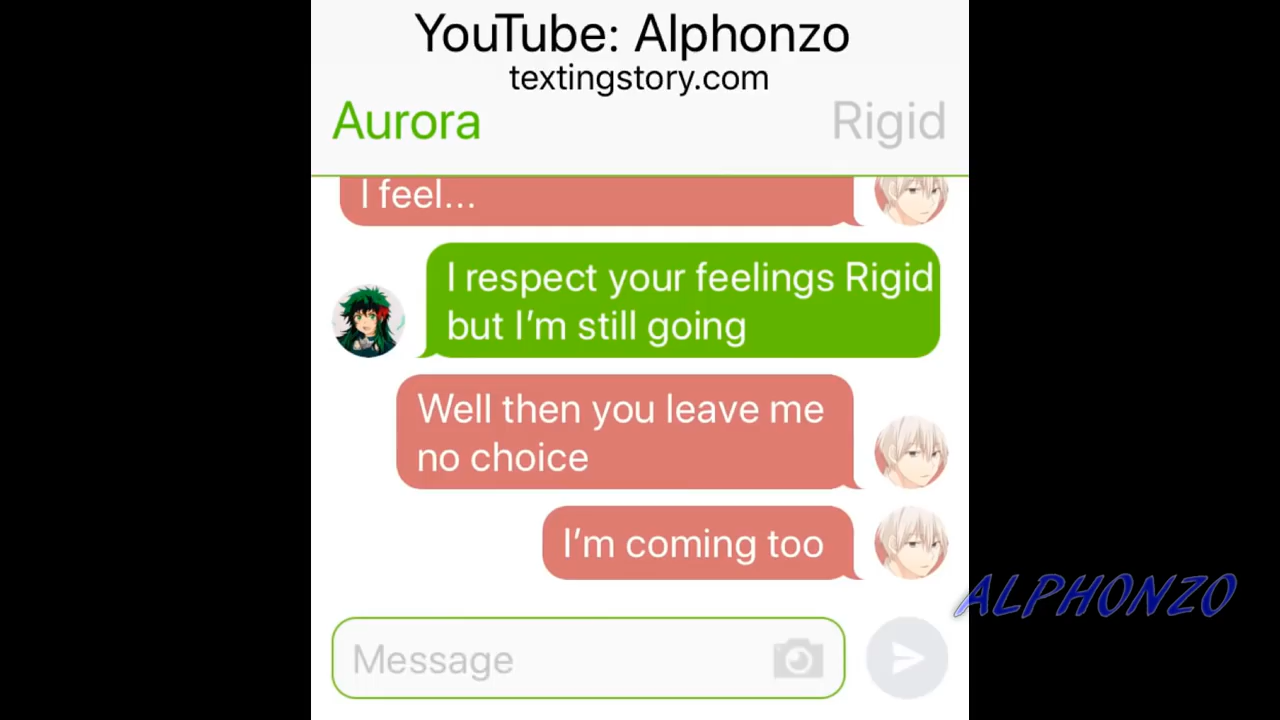 YouTube: Alphonzo
textingstory.com
Aurora
Rigid
I feel...
I respect your feelings Rigid
but I'm still going
Well then you leave me
no choice
I'm coming too
ALPHONZO
Message